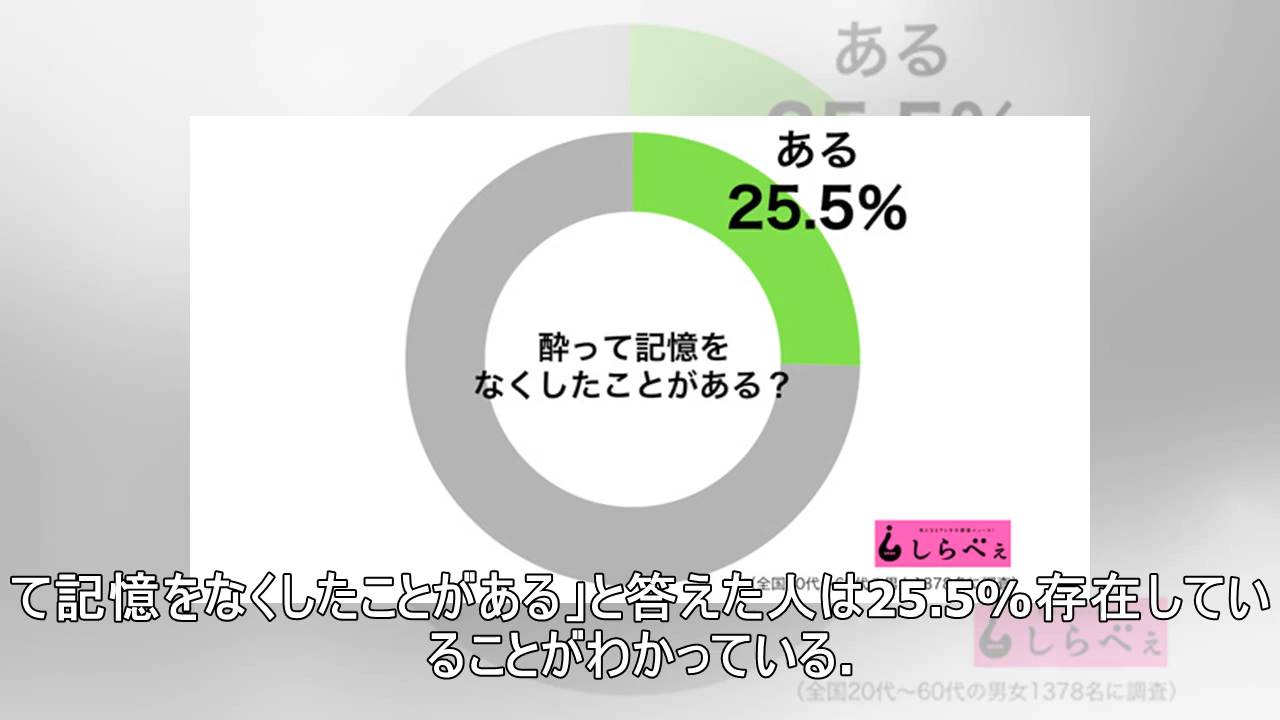 ある
ある
25.5%
酔って記憶を
なくしたことがある？
しらべぇ
て記憶をなくしたことがある」と答えた人は25.5%存在してい
ることがわかっている.
しらべぇ
（全国20代～60代の男女1378名に調査）